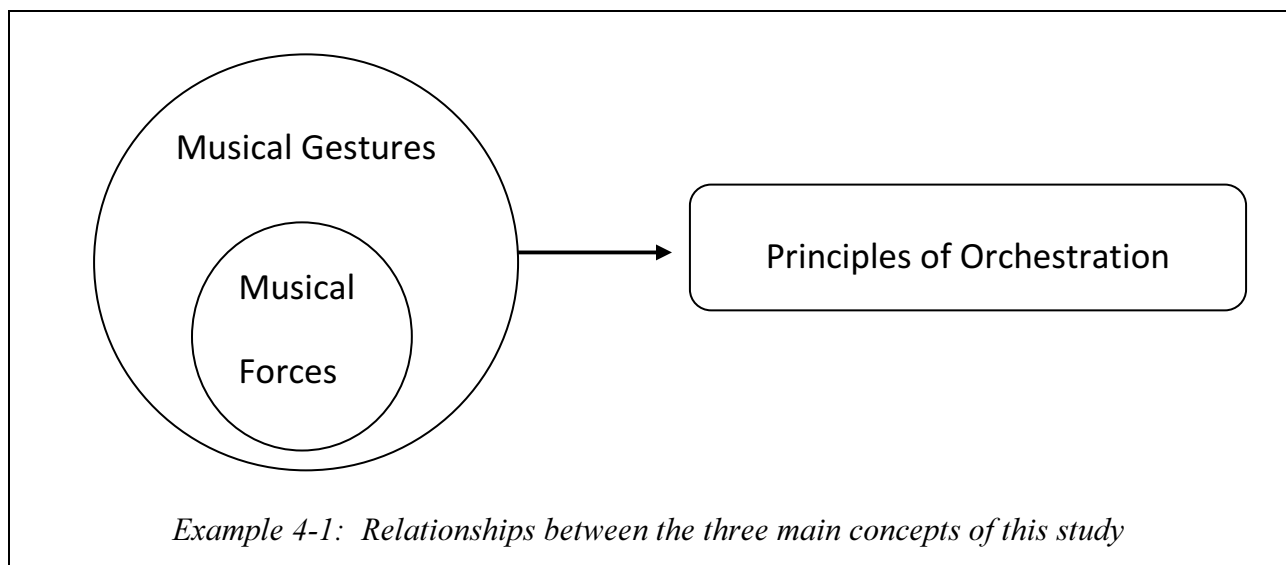 Musical Gestures
Musical
Forces
Principles of Orchestration
Example 4-1:  Relationships between the three main concepts of this study